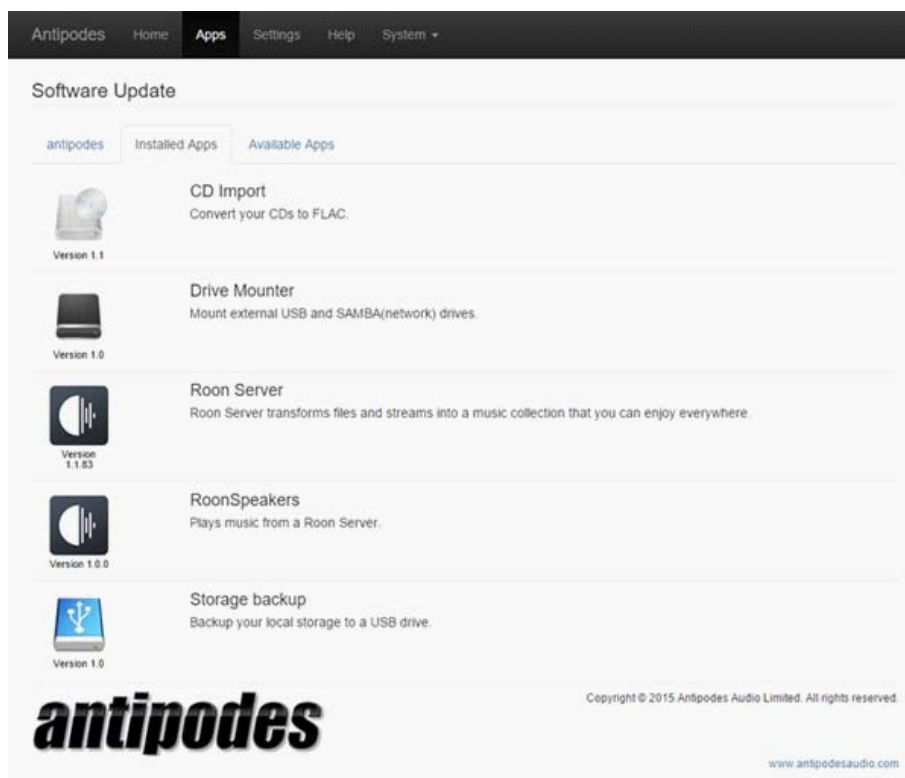 Antipodes Home Apps Settings Help System
Software Update
antipodes Installed Apps Available Apps
CD Import
Convert your CDs to FLAC.
Version 1.1
Drive Mounter
Mount external USB and SAMBA(network) drives.
Version 1.0
Roon Server
Roon Server transforms files and streams into a music collection that you can enjoy everywhere.
Version
1.1.83
RoonSpeakers
Plays music from a Roon Server.
Version 1.0.0
Storage backup
Backup your local storage to a USB drive.
Version 1.0
antipodes
Copyright © 2015 Antipodes Audio Limited. All rights reserved.
www.antipodesaudio.com